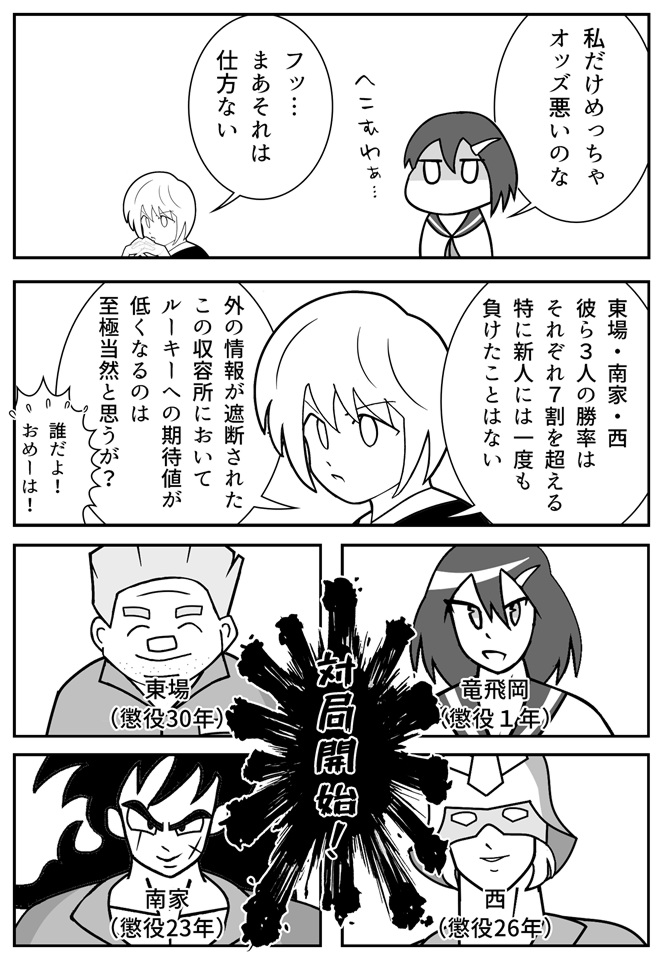 私だけめっちゃ
オッズ悪いのな
へこむわぁ…
フッ…
まあそれは
仕方ない
東場・南家・西
彼ら３人の勝率は
それぞれ７割を超える
特に新人には一度も
負けたことはない
外の情報が遮断された
この収容所において
ルーキーへの期待値が
低くなるのは
至極当然と思うが？
誰だよ！
おめーは！
対局開始！
竜飛岡
（懲役１年）
東場
（懲役30年）
西
（懲役26年）
南家
（懲役23年）